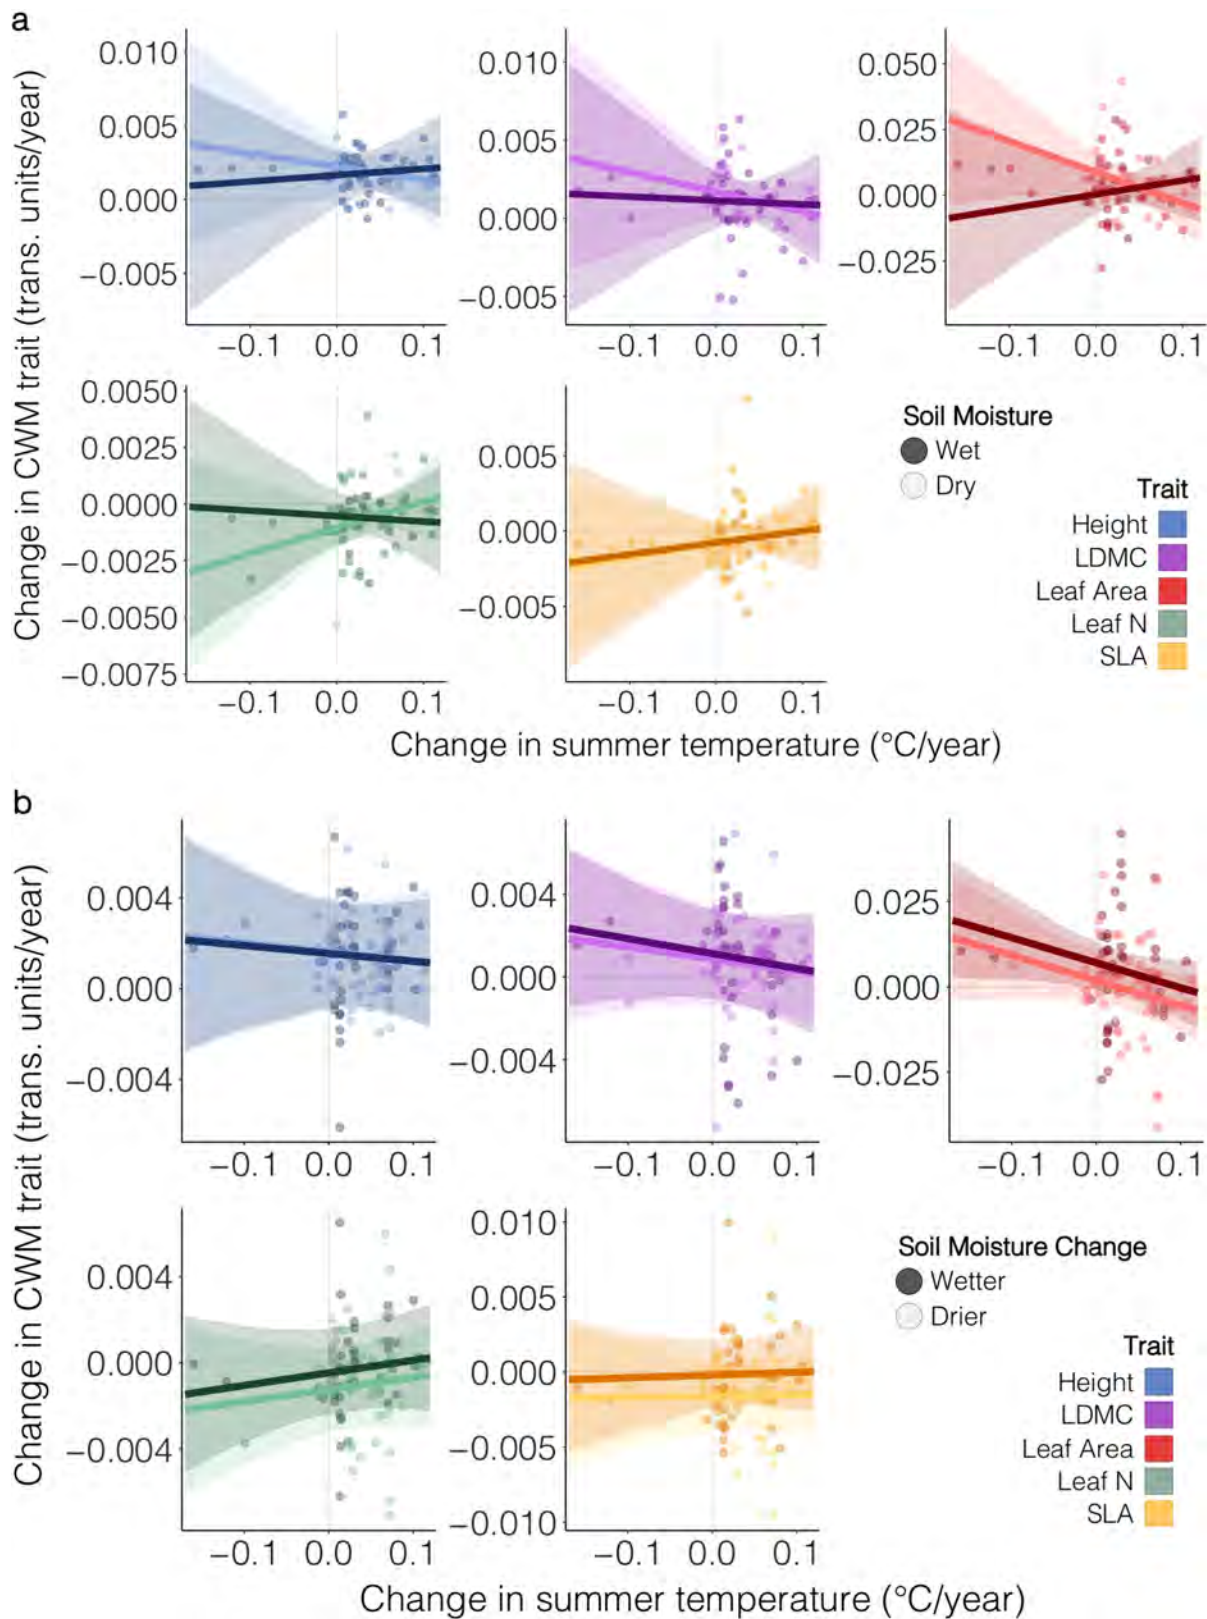 a
Change in CWM trait (trans. units/year)
0.010
0.005
0.000
−0.005
−0.1 0.0 0.1
0.010
0.005
0.000
−0.005
−0.1 0.0 0.1
0.050
0.025
0.000
−0.025
−0.1 0.0 0.1
0.0050
0.0025
0.0000
−0.0025
−0.0050
−0.0075
−0.1 0.0 0.1
0.005
0.000
−0.005
−0.1 0.0 0.1
Soil Moisture
Wet
Dry
Trait
Height
LDMC
Leaf Area
Leaf N
SLA
Change in summer temperature (°C/year)
b
Change in CWM trait (trans. units/year)
0.004
0.000
−0.004
−0.1 0.0 0.1
0.004
0.000
−0.004
−0.1 0.0 0.1
0.025
0.000
−0.025
−0.1 0.0 0.1
0.004
0.000
−0.004
−0.1 0.0 0.1
0.010
0.005
0.000
−0.005
−0.010
−0.1 0.0 0.1
Soil Moisture Change
Wetter
Drier
Trait
Height
LDMC
Leaf Area
Leaf N
SLA
Change in summer temperature (°C/year)